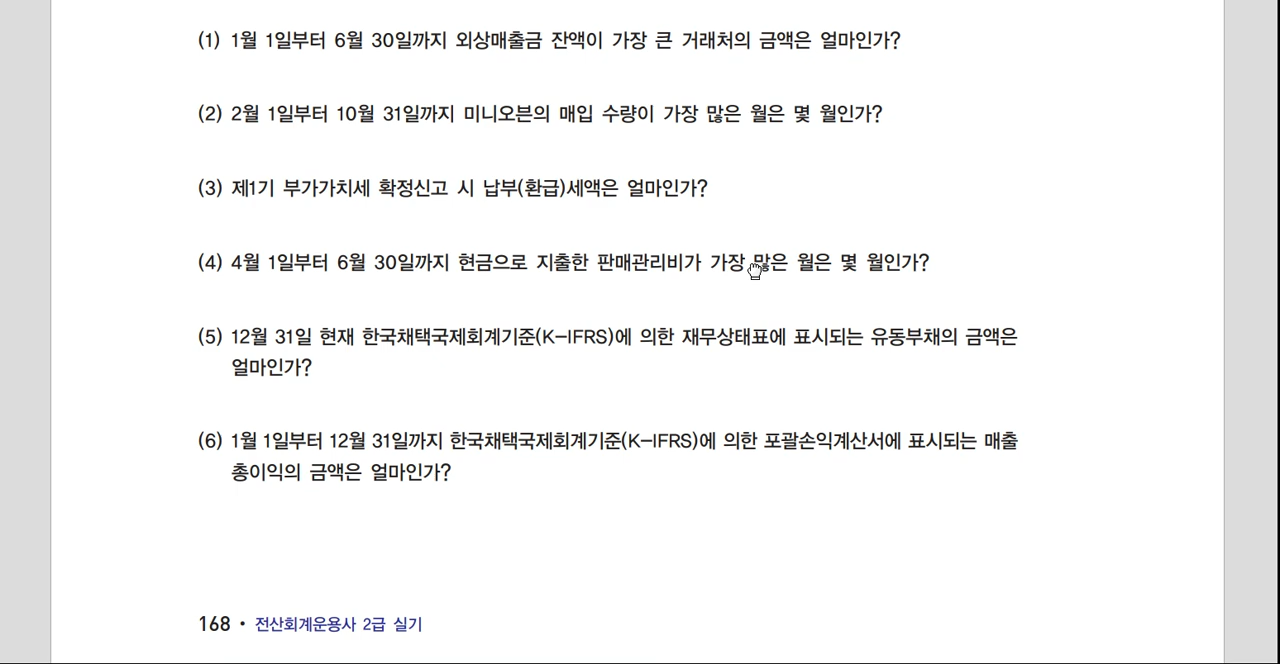 (1) 1월 1일부터 6월 30일까지 외상매출금 잔액이 가장 큰 거래처의 금액은 얼마인가?
(2) 2월 1일부터 10월 31일까지 미니오븐의 매입 수량이 가장 많은 월은 몇 월인가?
(3) 제1기 부가가치세 확정신고 시 납부(환급)세액은 얼마인가?
(4) 4월 1일부터 6월 30일까지 현금으로 지출한 판매관리비가 가장 많은 월은 몇 월인가?
(5) 12월 31일 현재 한국채택국제회계기준(K-IFRS)에 의한 재무상태표에 표시되는 유동부채의 금액은
얼마인가?
(6) 1월 1일부터 12월 31일까지 한국채택국제회계기준(K-IFRS)에 의한 포괄손익계산서에 표시되는 매출
총이익의 금액은 얼마인가?
168 • 전산회계운용사 2급 실기